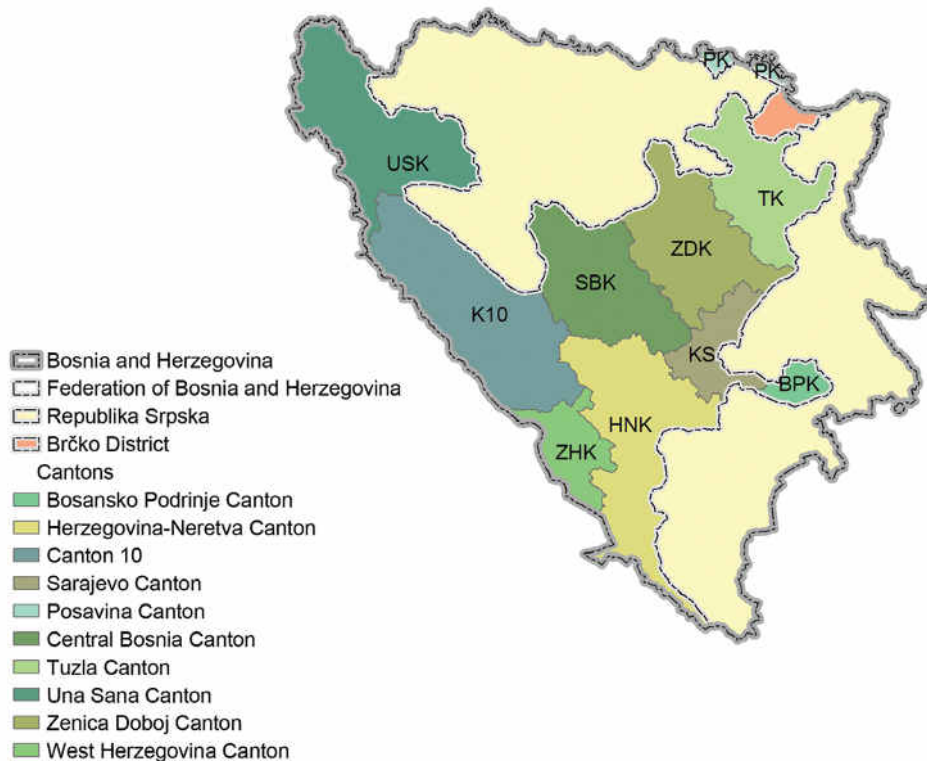 PK
PK
USK
TK
ZDK
SBK
K10
KS
BPK
HNK
ZHK
Bosnia and Herzegovina
Federation of Bosnia and Herzegovina
Republika Srpska
Brčko District
Cantons
Bosansko Podrinje Canton
Herzegovina-Neretva Canton
Canton 10
Sarajevo Canton
Posavina Canton
Central Bosnia Canton
Tuzla Canton
Una Sana Canton
Zenica Doboj Canton
West Herzegovina Canton